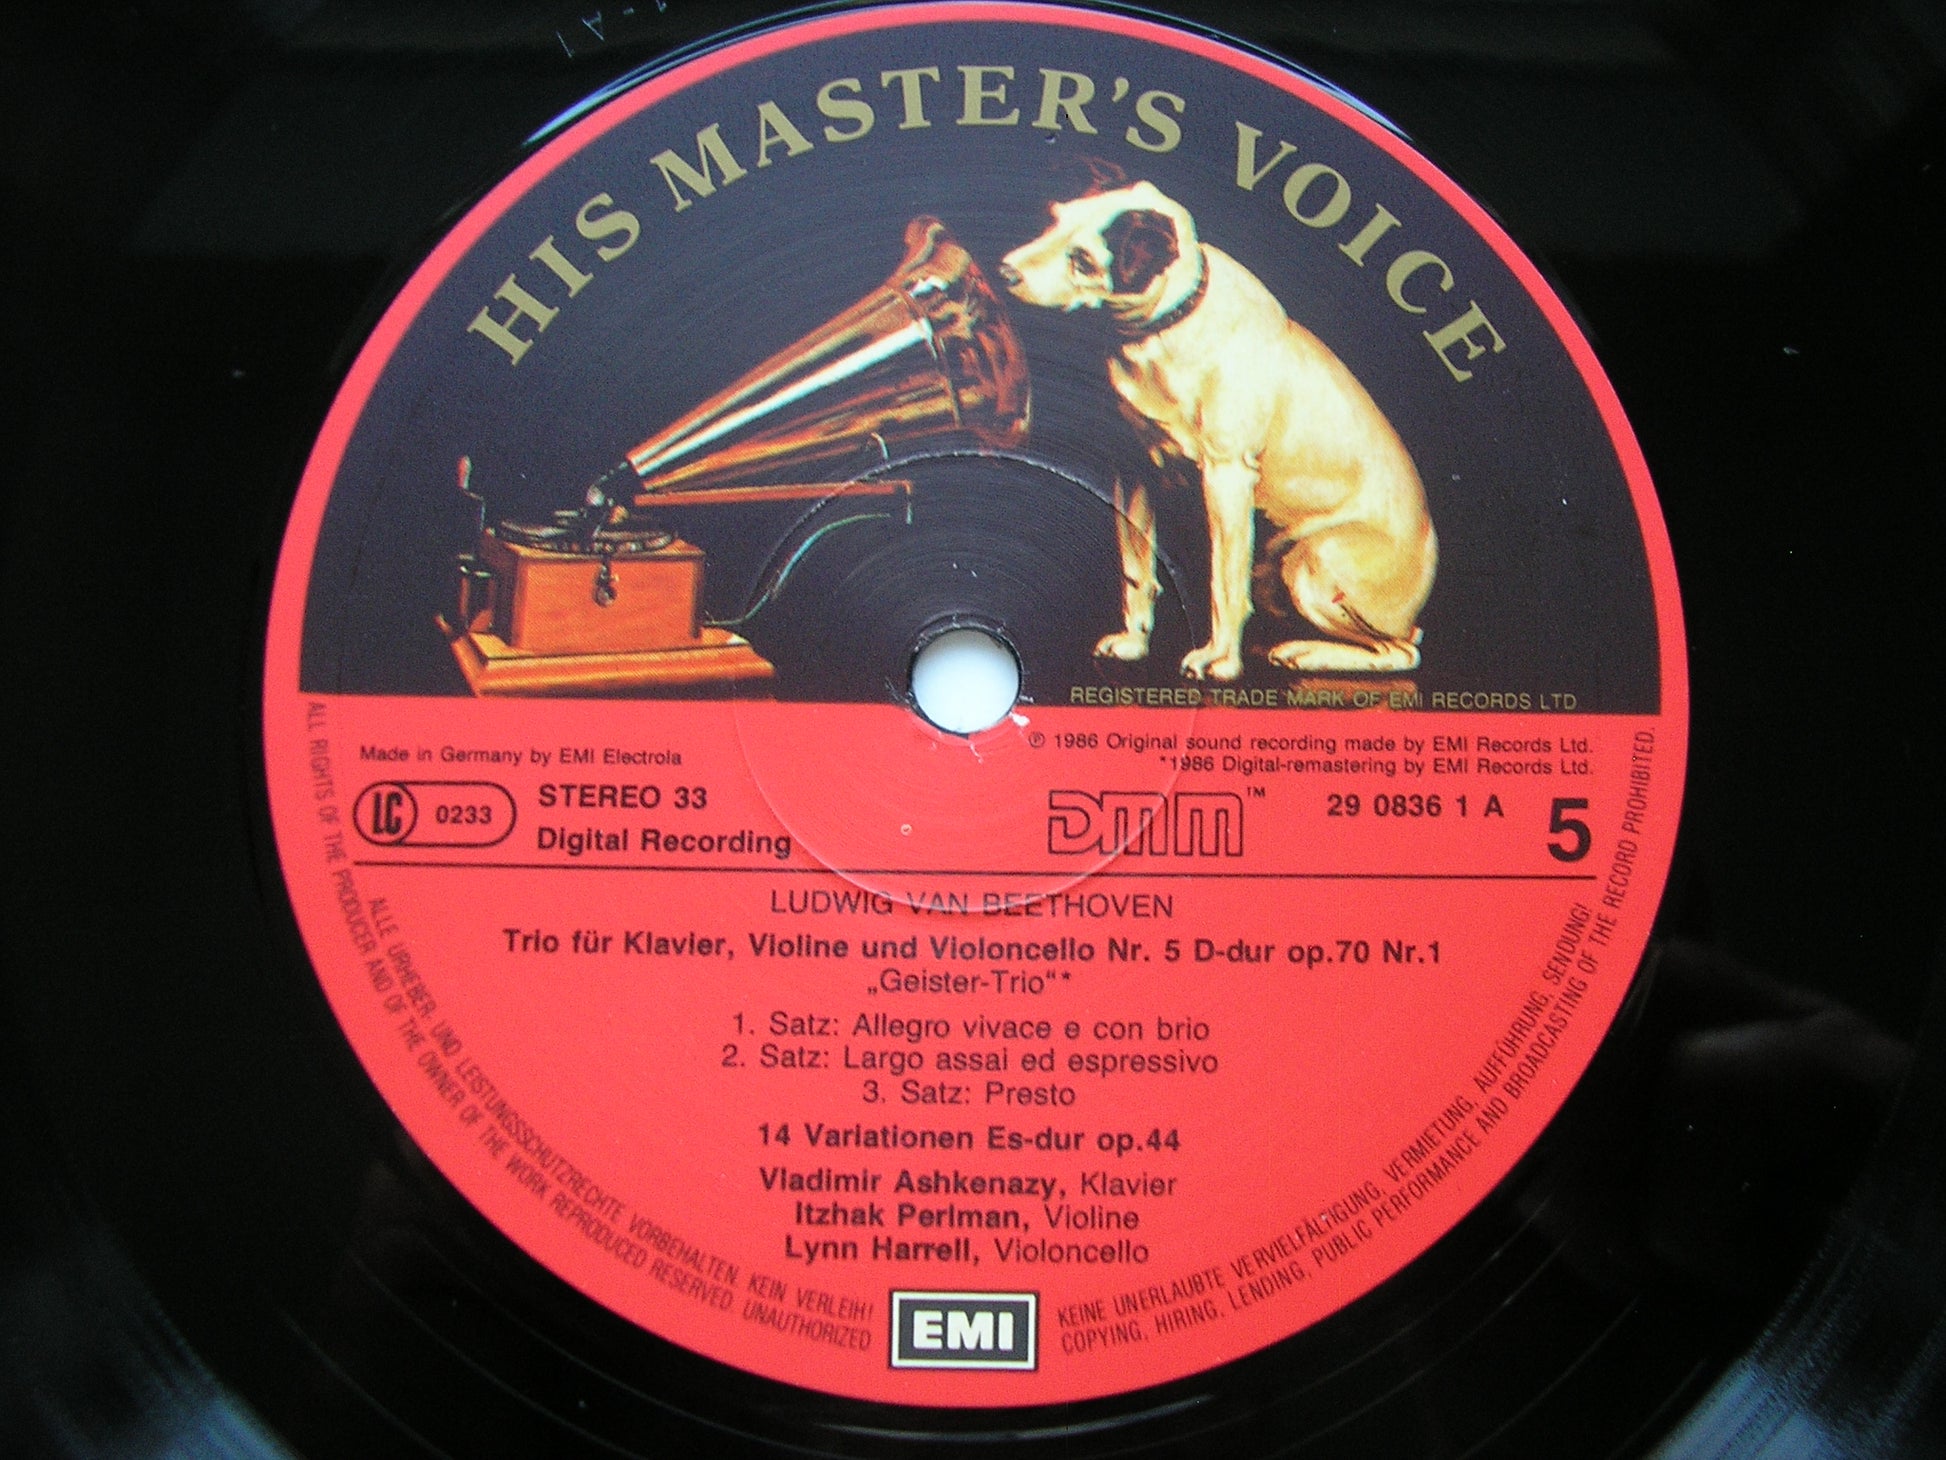 HIS MASTER'S VOICE
REGISTERED TRADE MARK OF EMI RECORDS LTD
Made in Germany by EMI Electrola
℗ 1986 Original sound recording made by EMI Records Ltd.
*1986 Digital-remastering by EMI Records Ltd.
LC 0233
STEREO 33
Digital Recording
DMM™
29 0836 1 A
5
LUDWIG VAN BEETHOVEN
Trio für Klavier, Violine und Violoncello Nr. 5 D-dur op.70 Nr.1
„Geister-Trio“*
1. Satz: Allegro vivace e con brio
2. Satz: Largo assai ed espressivo
3. Satz: Presto
14 Variationen Es-dur op.44
Vladimir Ashkenazy, Klavier
Itzhak Perlman, Violine
Lynn Harrell, Violoncello
EMI
ALLE URHEBER- UND LEISTUNGSSCHUTZRECHTE VORBEHALTEN. KEIN VERLEIH! KEINE UNERLAUBTE VERVIELFÄLTIGUNG, VERMIETUNG, AUFFÜHRUNG, SENDUNG!
ALL RIGHTS OF THE PRODUCER AND OF THE OWNER OF THE WORK REPRODUCED RESERVED. UNAUTHORIZED COPYING, HIRING, LENDING, PUBLIC PERFORMANCE AND BROADCASTING OF THE RECORD PROHIBITED.